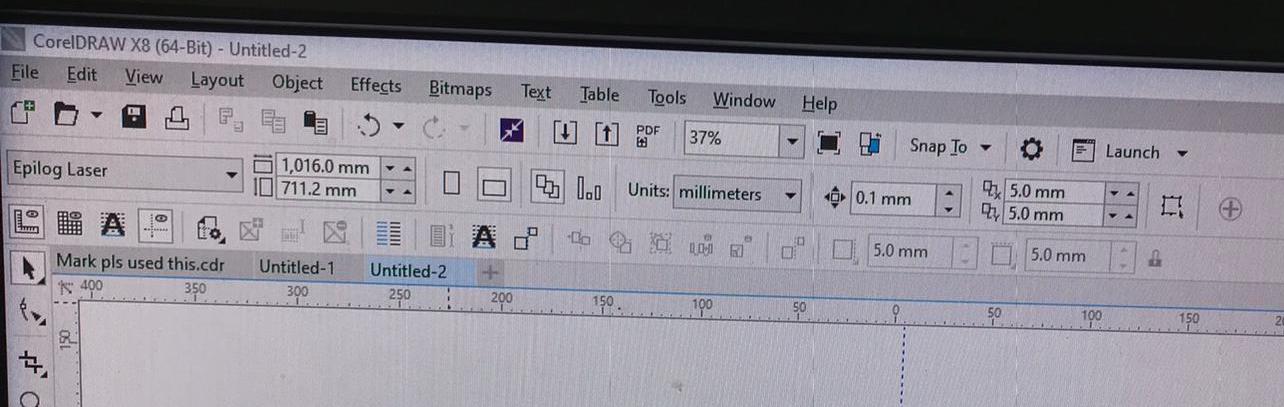 CorelDRAW X8 (64-Bit) - Untitled-2
File Edit View Layout Object Effects Bitmaps Text Table Tools Window Help
PDF 37% Snap To Launch
Epilog Laser 1,016.0 mm 711.2 mm Units: millimeters 0.1 mm 5.0 mm 5.0 mm
A A 5.0 mm 5.0 mm
Mark pls used this.cdr Untitled-1 Untitled-2
400 350 300 250 200 150 100 50 0 50 100 150